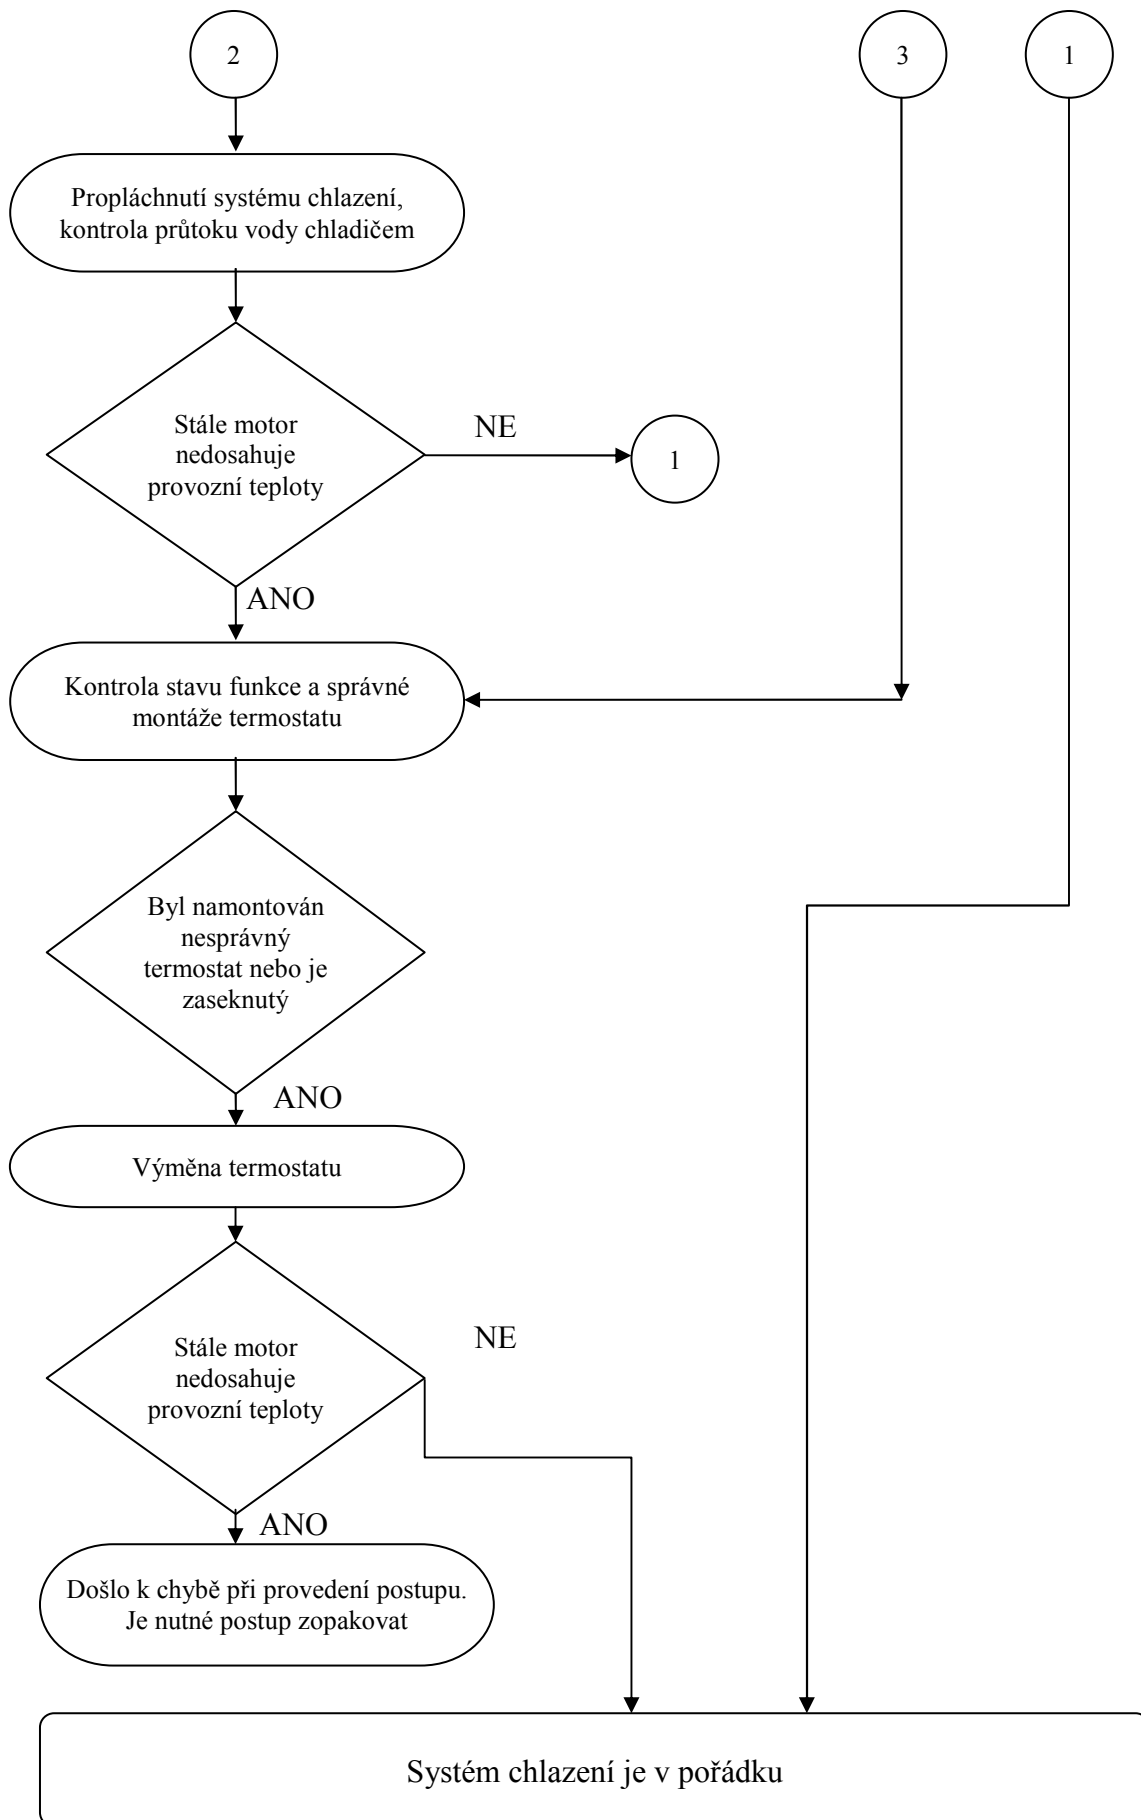 2
3
1
Propláchnutí systému chlazení,
kontrola průtoku vody chladičem
Stále motor
nedosahuje
provozní teploty
NE
1
ANO
Kontrola stavu funkce a správné
montáže termostatu
Byl namontován
nesprávný
termostat nebo je
zaseknutý
ANO
Výměna termostatu
Stále motor
nedosahuje
provozní teploty
NE
ANO
Došlo k chybě při provedení postupu.
Je nutné postup zopakovat
Systém chlazení je v pořádku